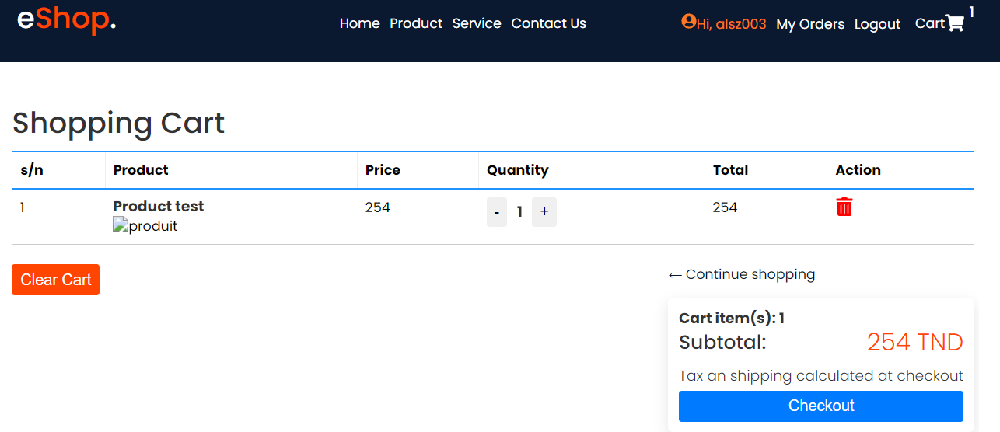 eShop.
Home Product Service Contact Us
Hi, alsz003 My Orders Logout Cart 1
Shopping Cart
s/n Product Price Quantity Total Action
1 Product test 254 - 1 + 254
produit
Clear Cart
← Continue shopping
Cart item(s): 1
Subtotal: 254 TND
Tax an shipping calculated at checkout
Checkout